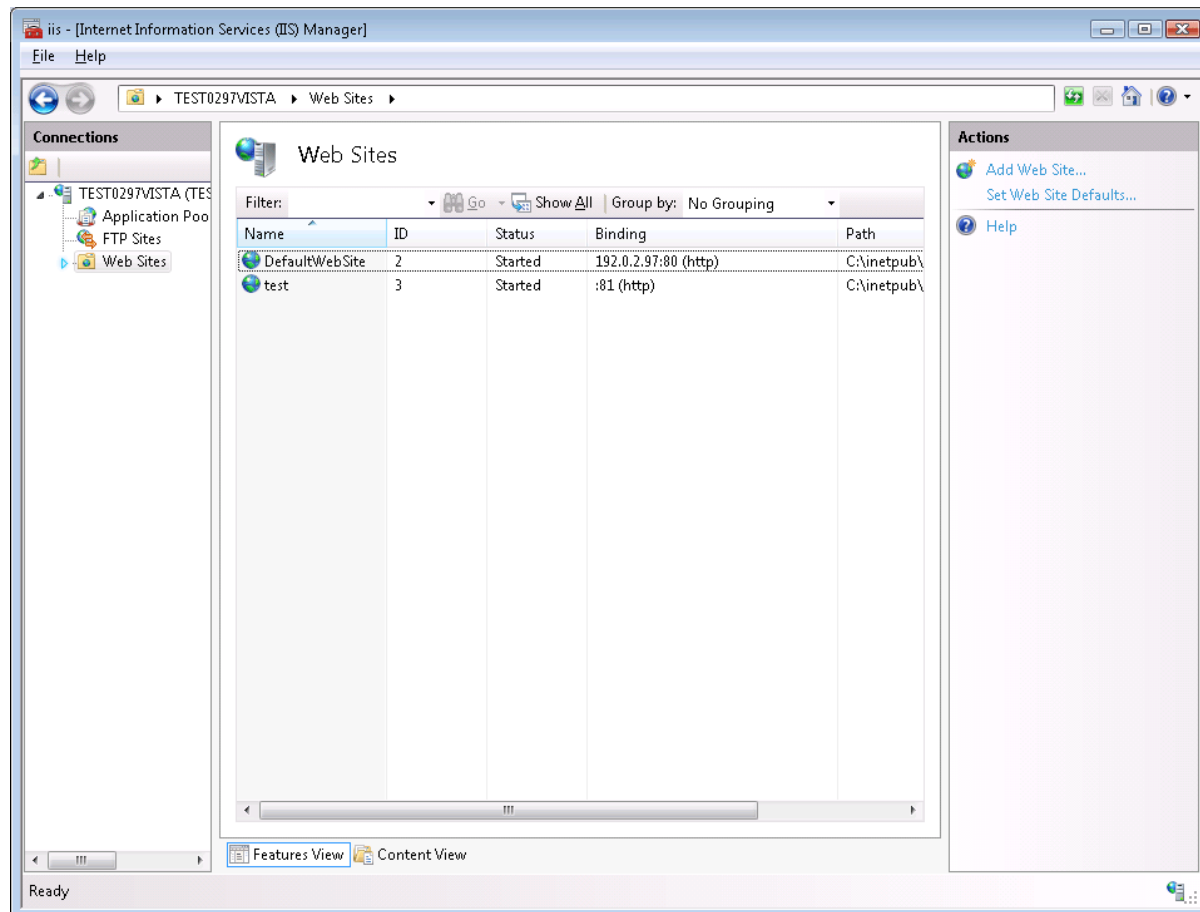 iis - [Internet Information Services (IIS) Manager]
File Help
TEST0297VISTA Web Sites
Connections
TEST0297VISTA (TES
Application Poo
FTP Sites
Web Sites
Web Sites
Filter: Go Show All Group by: No Grouping
Name ID Status Binding Path
DefaultWebSite 2 Started 192.0.2.97:80 (http) C:\inetpub\
test 3 Started :81 (http) C:\inetpub\
Features View Content View
Actions
Add Web Site...
Set Web Site Defaults...
Help
Ready